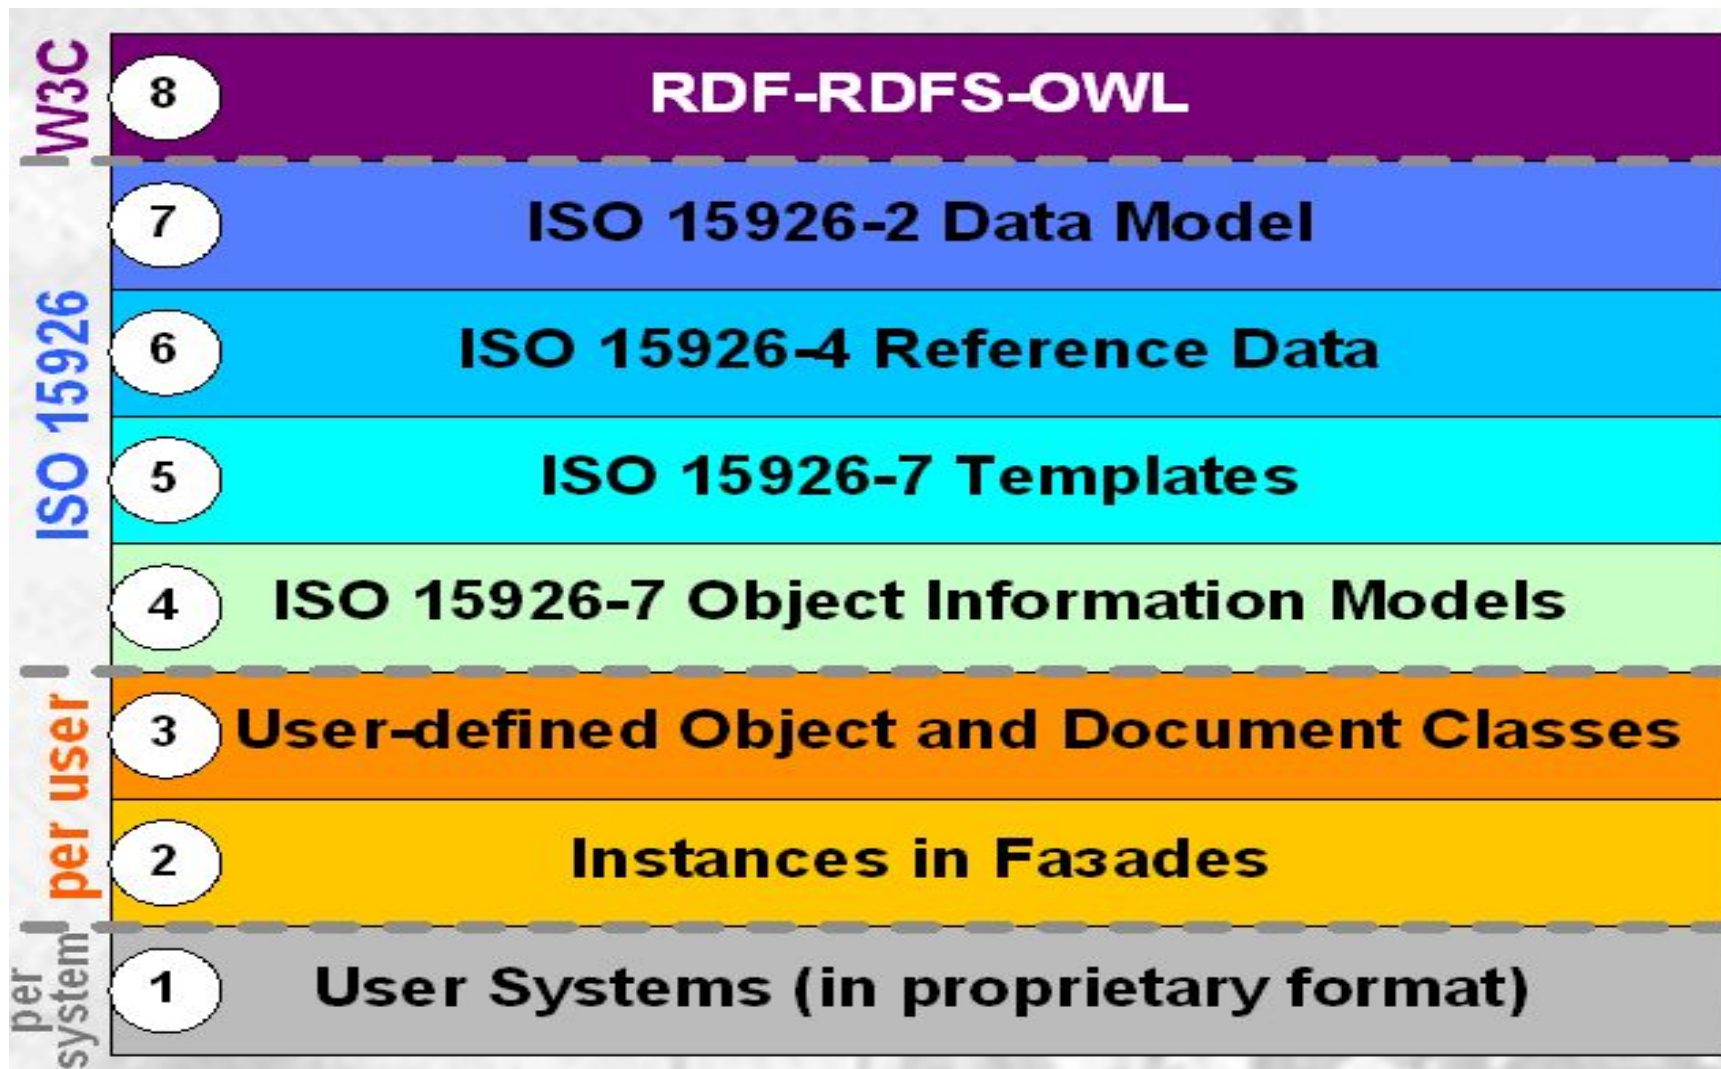 W3C
8
RDF-RDFS-OWL
ISO 15926
7
ISO 15926-2 Data Model
6
ISO 15926-4 Reference Data
5
ISO 15926-7 Templates
4
ISO 15926-7 Object Information Models
per user
3
User-defined Object and Document Classes
2
Instances in Faзades
per
system
1
User Systems (in proprietary format)